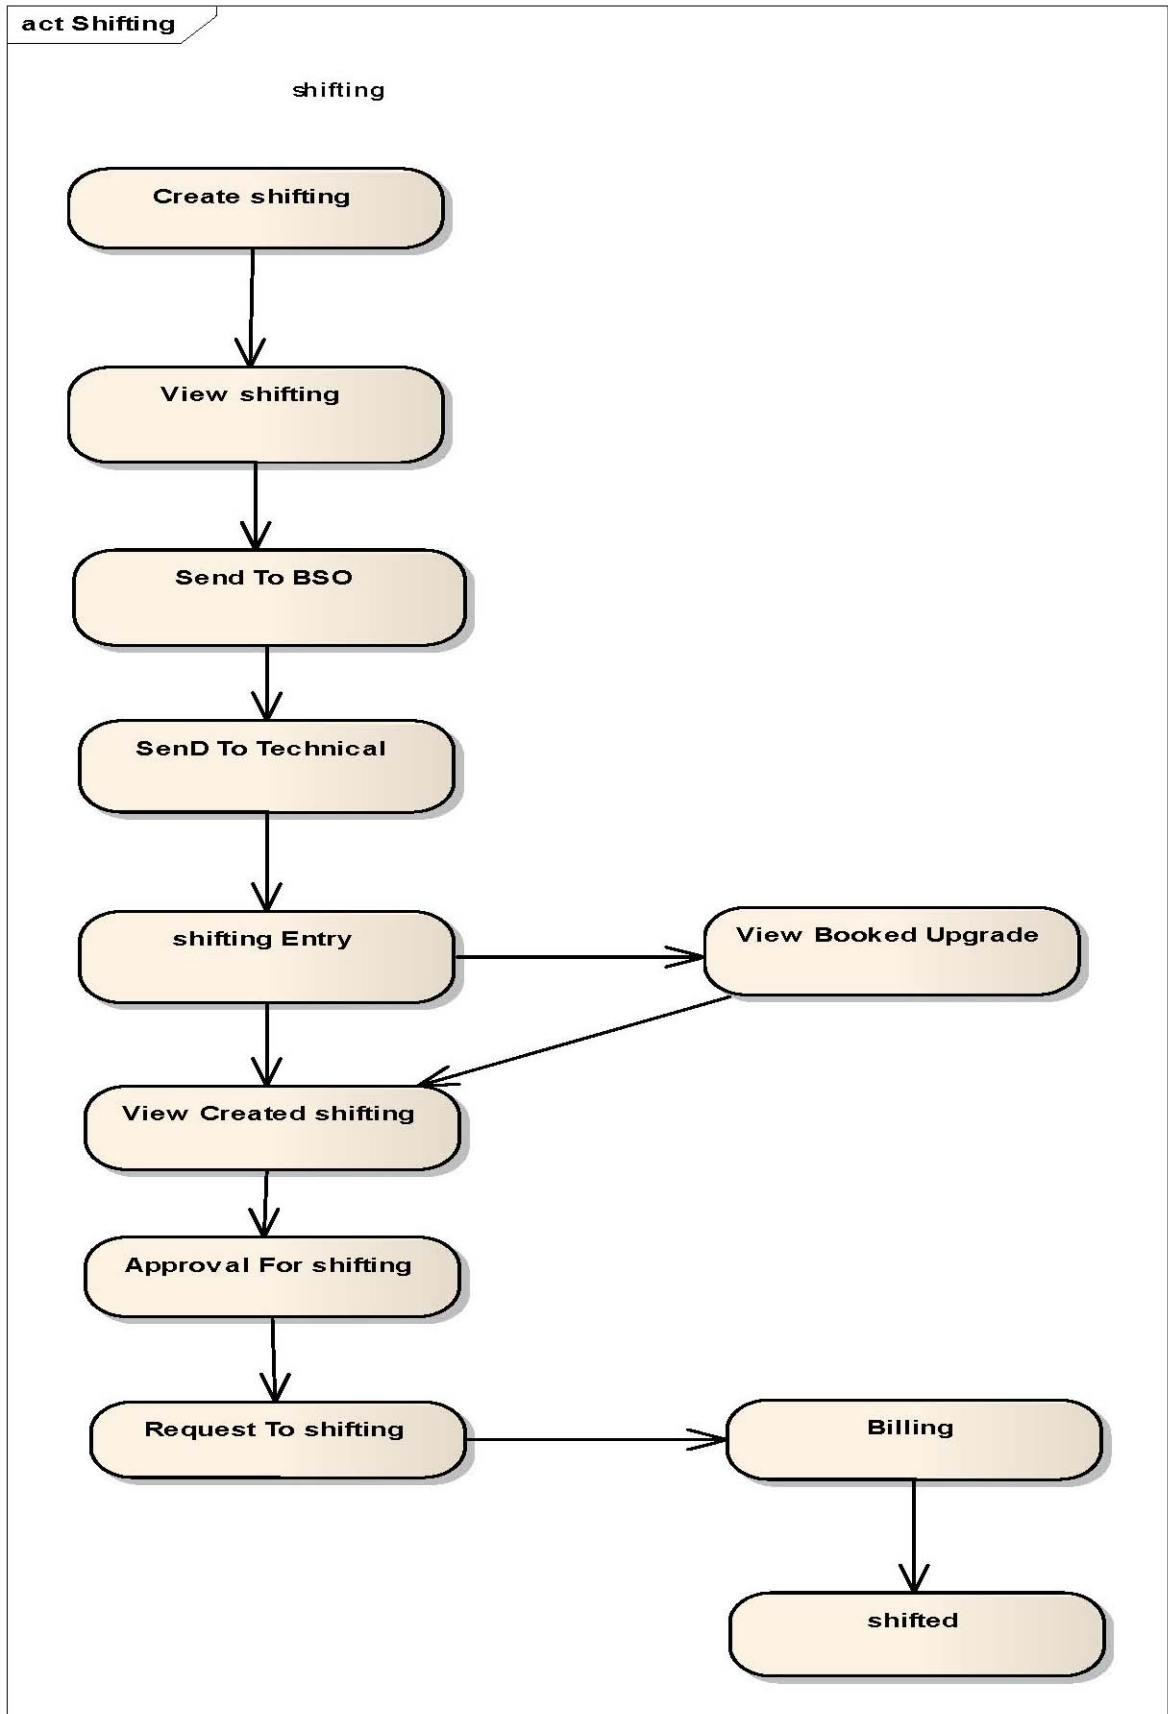 act Shifting
shifting
Create shifting
View shifting
Send To BSO
SenD To Technical
shifting Entry
View Booked Upgrade
View Created shifting
Approval For shifting
Request To shifting
Billing
shifted